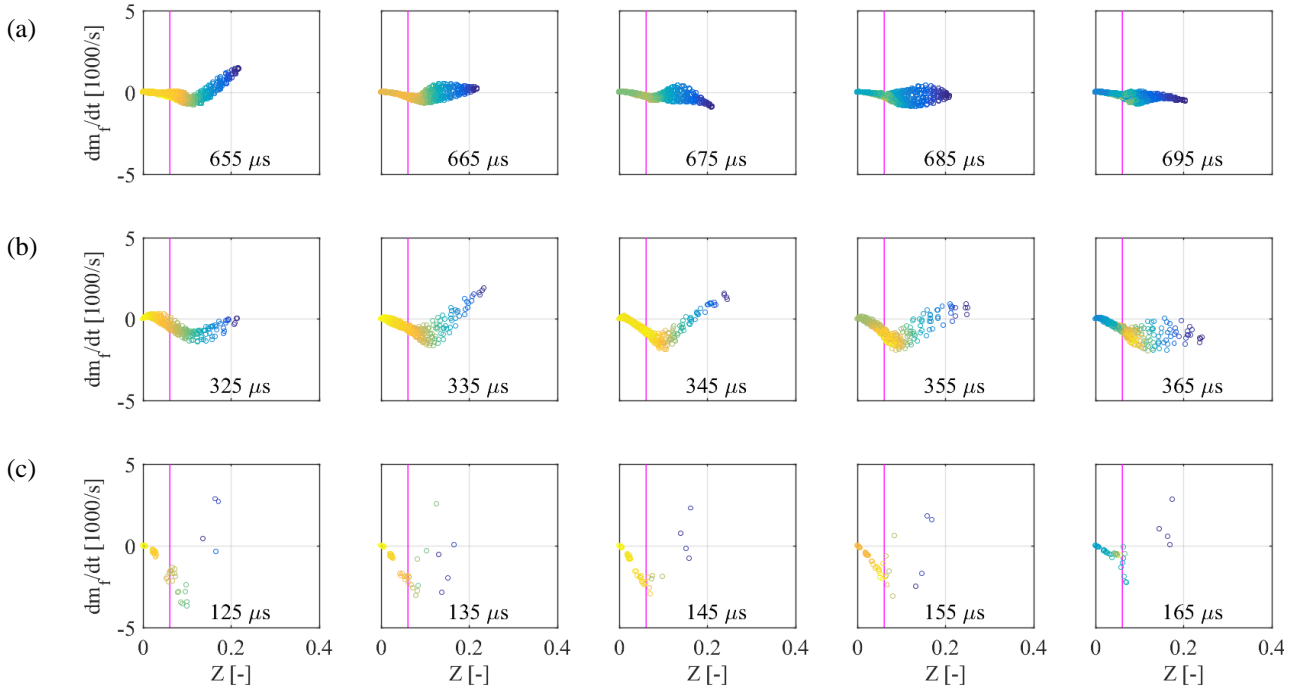 (a)
dm_f/dt [1000/s]
5
0
-5
655 μs
665 μs
675 μs
685 μs
695 μs
(b)
dm_f/dt [1000/s]
5
0
-5
325 μs
335 μs
345 μs
355 μs
365 μs
(c)
dm_f/dt [1000/s]
5
0
-5
125 μs
135 μs
145 μs
155 μs
165 μs
0 0.2 0.4 0 0.2 0.4 0 0.2 0.4 0 0.2 0.4 0 0.2 0.4
Z [-] Z [-] Z [-] Z [-] Z [-]